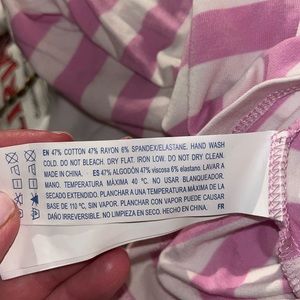 EN 47% COTTON 47% RAYON 6% SPANDEX/ELASTANE. HAND WASH
COLD. DO NOT BLEACH. DRY FLAT. IRON LOW. DO NOT DRY CLEAN.
MADE IN CHINA. ES 47% ALGODÓN 47% viscosa 6% elastano LAVAR A
MANO. TEMPERATURA MÁXIMA 40 °C. NO USAR BLANQUEADOR.
SECADO EXTENDIDO. PLANCHAR A UNA TEMPERATURA MÁXIMA DE LA
BASE DE 110 °C, SIN VAPOR. PLANCHAR CON VAPOR PUEDE CAUSAR
DAÑO IRREVERSIBLE. NO LIMPIEZA EN SECO. HECHO EN CHINA. FR